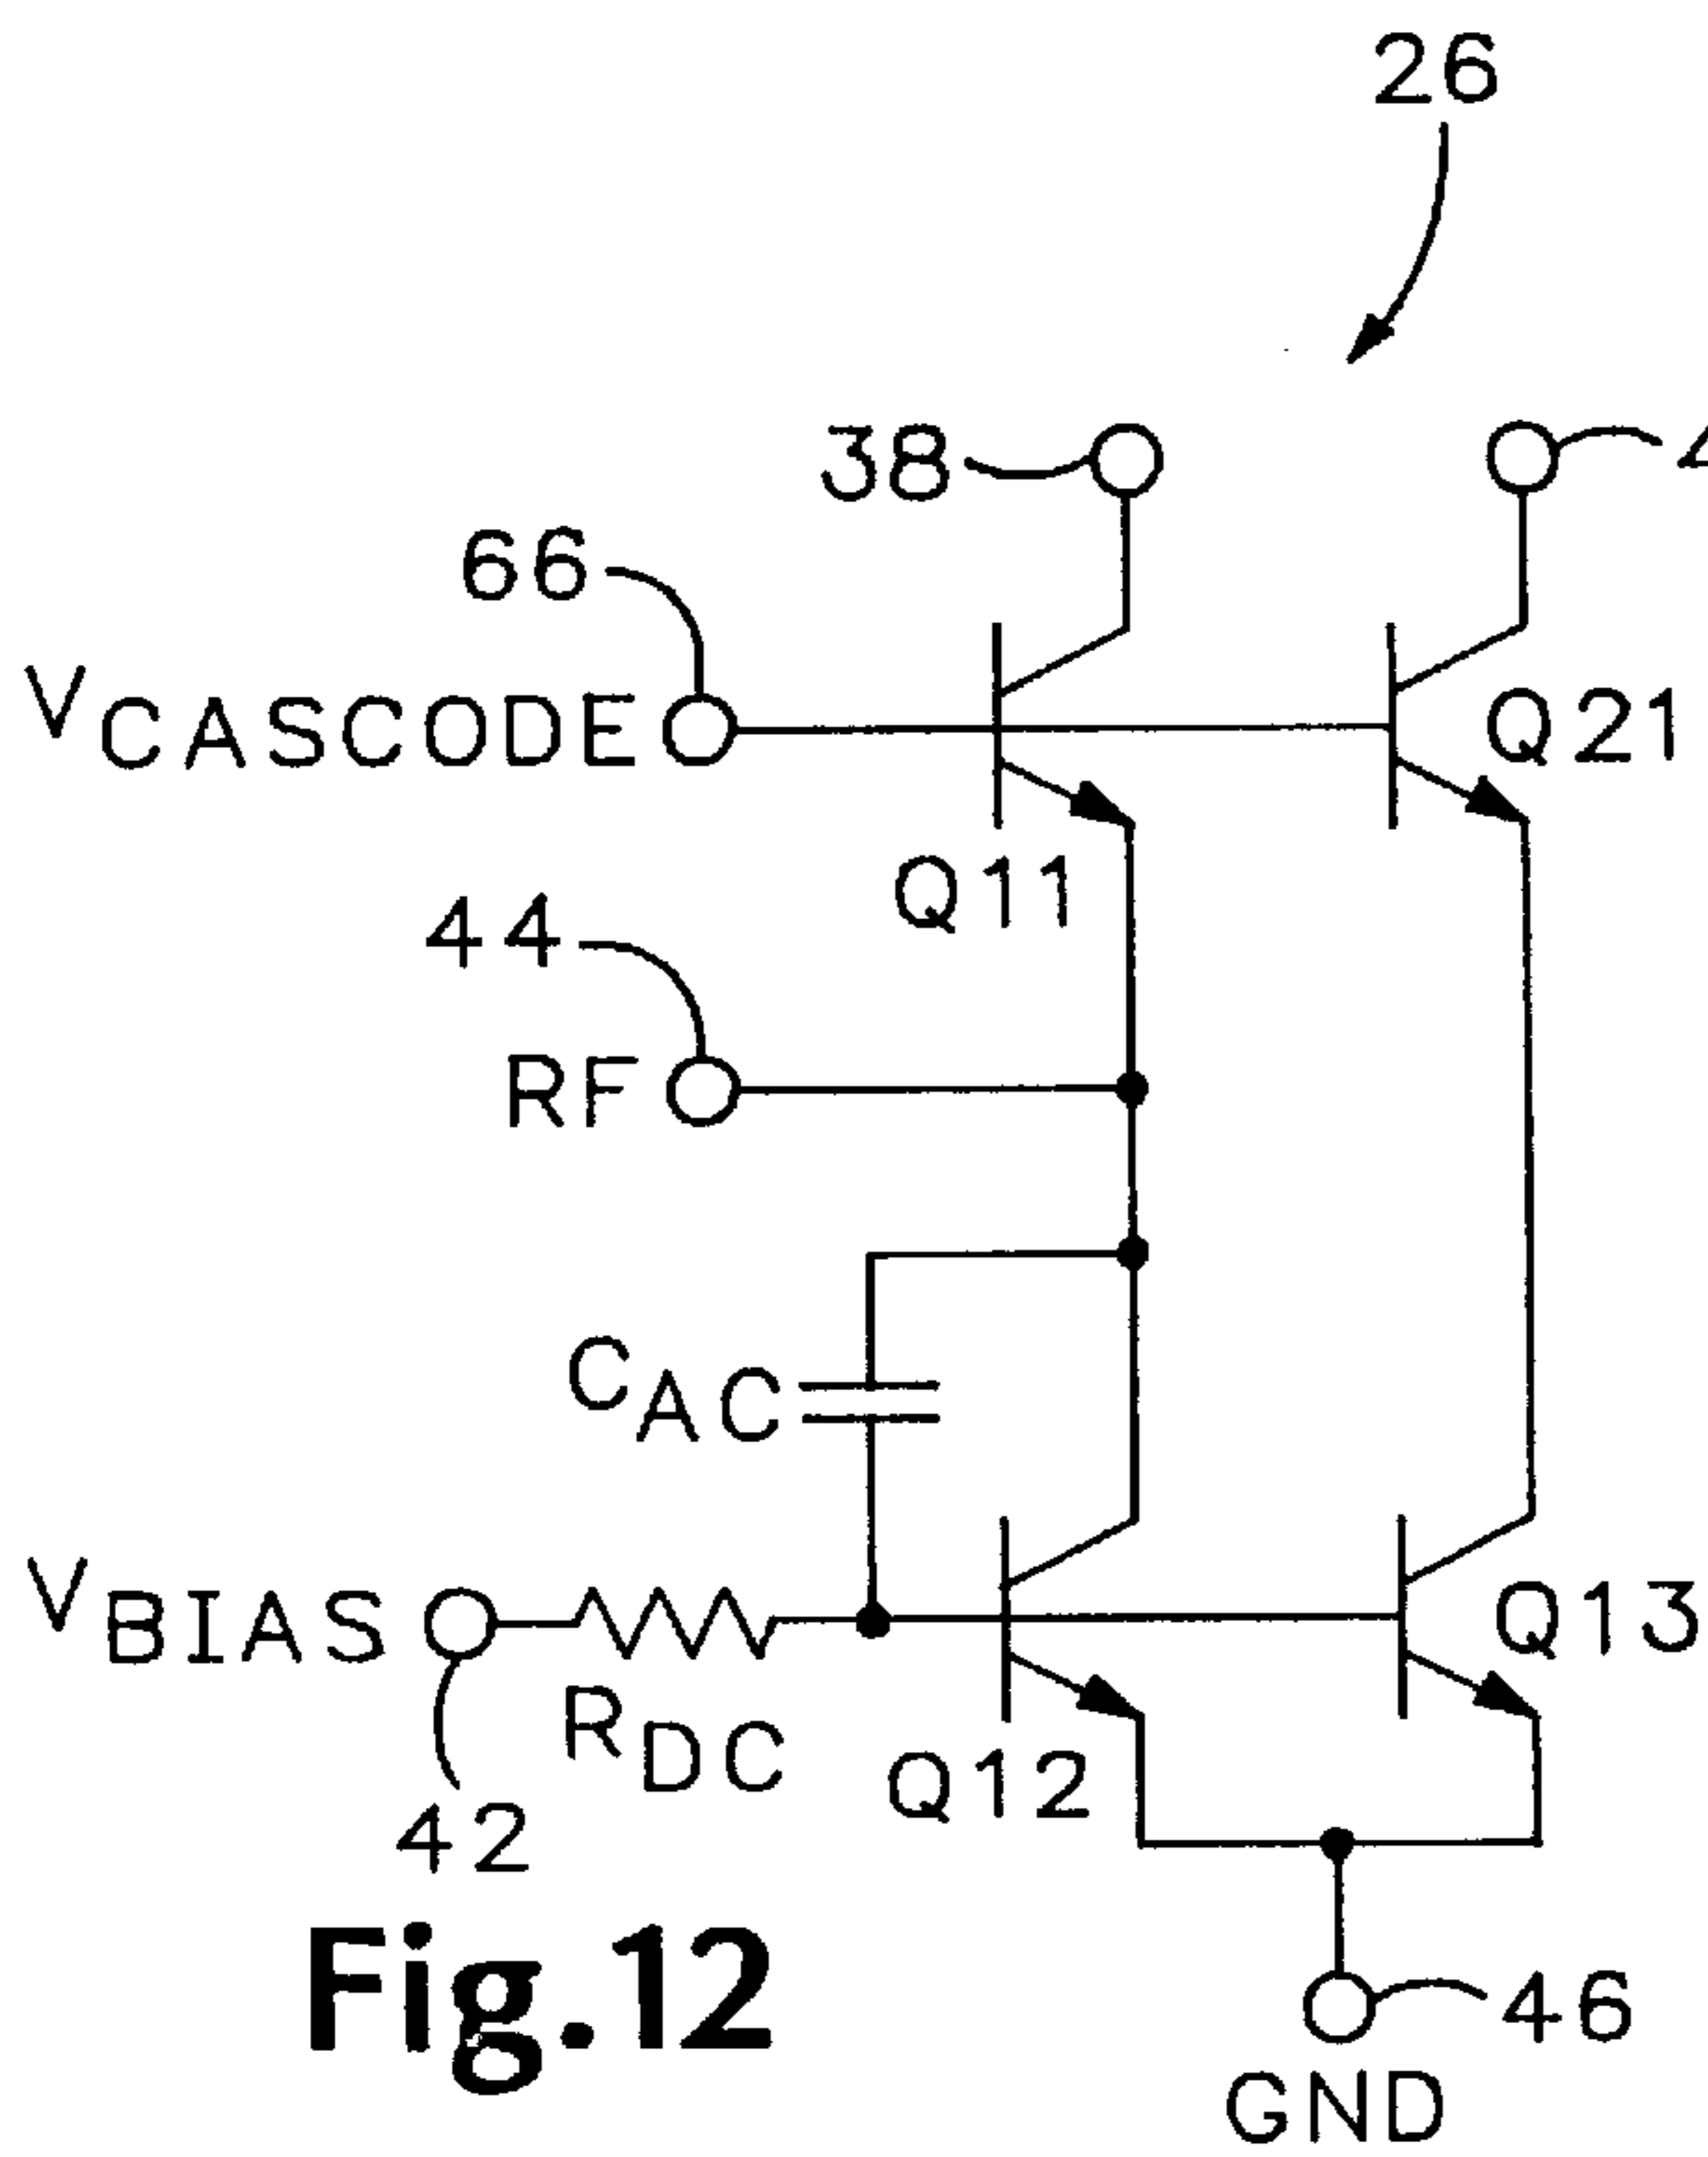 26
38
66
VCASCODE
Q21
Q11
44
RF
CAC
VBIAS
Q13
RDC
Q12
42
Fig.12
46
GND